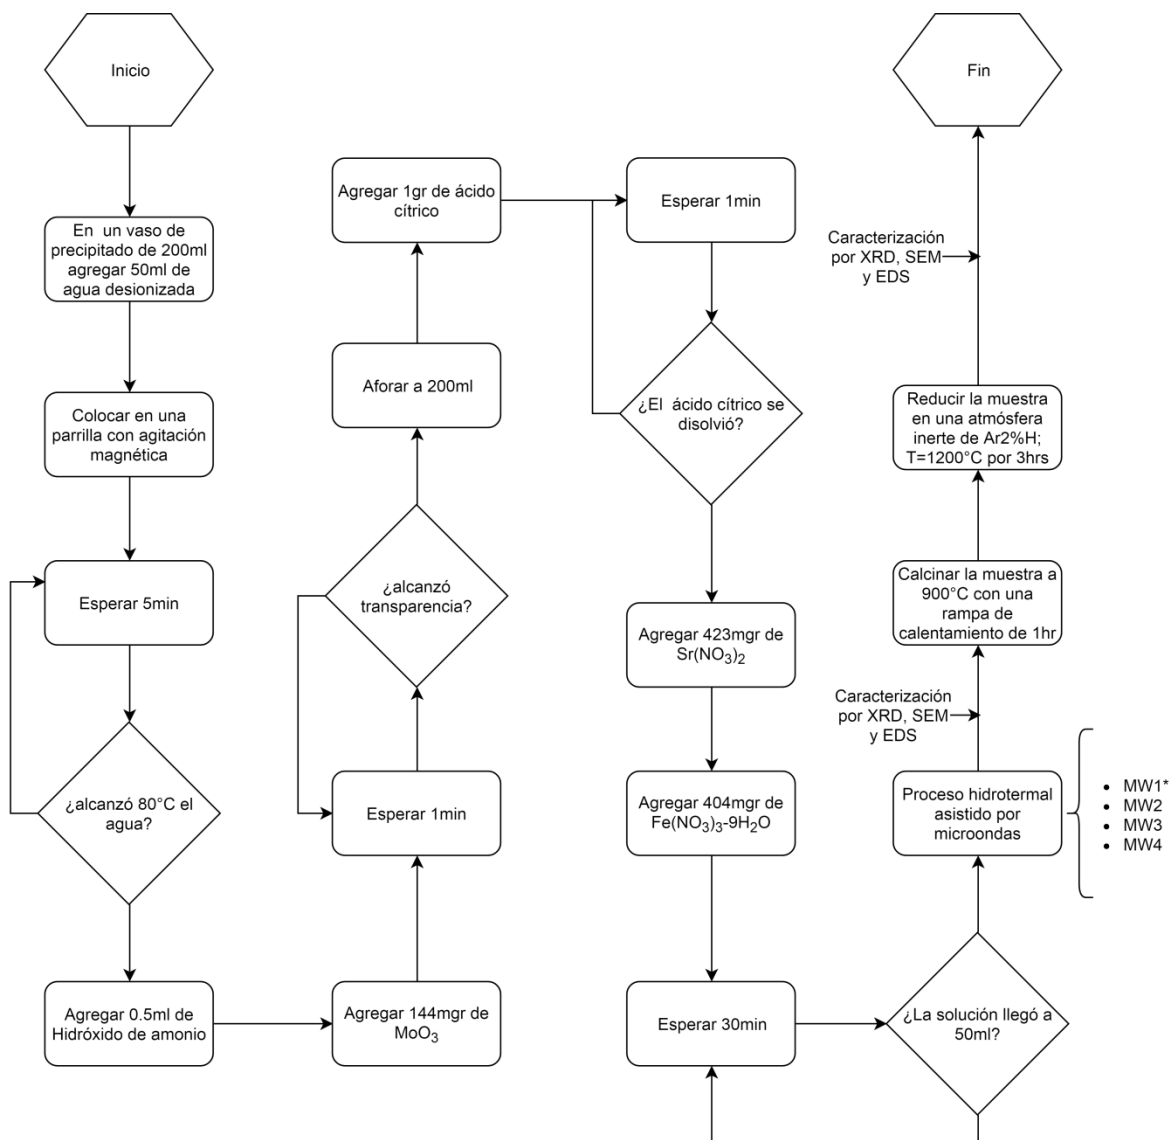 Inicio
En un vaso de
precipitado de 200ml
agregar 50ml de
agua desionizada
Colocar en una
parrilla con agitación
magnética
Esperar 5min
¿alcanzó 80°C el
agua?
Agregar 0.5ml de
Hidróxido de amonio
Agregar 144mgr de
MoO3
Esperar 1min
¿alcanzó
transparencia?
Aforar a 200ml
Agregar 1gr de ácido
cítrico
Esperar 1min
¿El ácido cítrico se
disolvió?
Agregar 423mgr de
Sr(NO3)2
Agregar 404mgr de
Fe(NO3)3-9H2O
Esperar 30min
¿La solución llegó a
50ml?
Proceso hidrotermal
asistido por
microondas
• MW1*
• MW2
• MW3
• MW4
Caracterización
por XRD, SEM
y EDS
Calcinar la muestra a
900°C con una
rampa de
calentamiento de 1hr
Reducir la muestra
en una atmósfera
inerte de Ar2%H;
T=1200°C por 3hrs
Caracterización
por XRD, SEM
y EDS
Fin